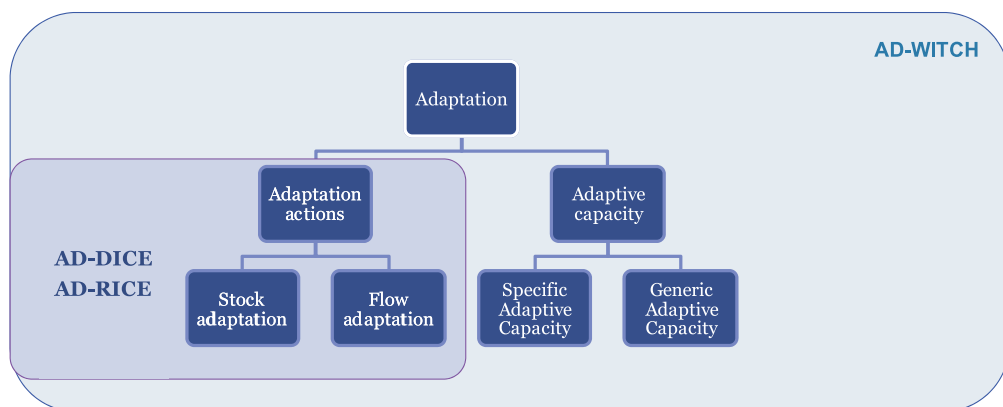 AD-WITCH
Adaptation
Adaptation
actions
Adaptive
capacity
AD-DICE
AD-RICE
Stock
adaptation
Flow
adaptation
Specific
Adaptive
Capacity
Generic
Adaptive
Capacity